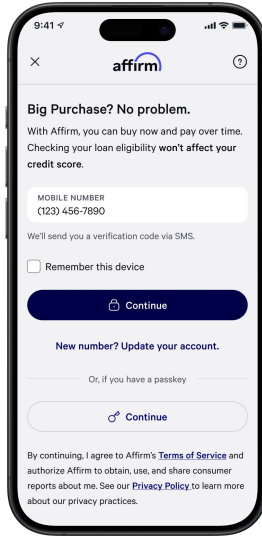 9:41
affirm
?
Big Purchase? No problem.
With Affirm, you can buy now and pay over time.
Checking your loan eligibility won't affect your
credit score.
MOBILE NUMBER
(123) 456-7890
We'll send you a verification code via SMS.
Remember this device
Continue
New number? Update your account.
Or, if you have a passkey
Continue
By continuing, I agree to Affirm's Terms of Service and
authorize Affirm to obtain, use, and share consumer
reports about me. See our Privacy Policy to learn more
about our privacy practices.